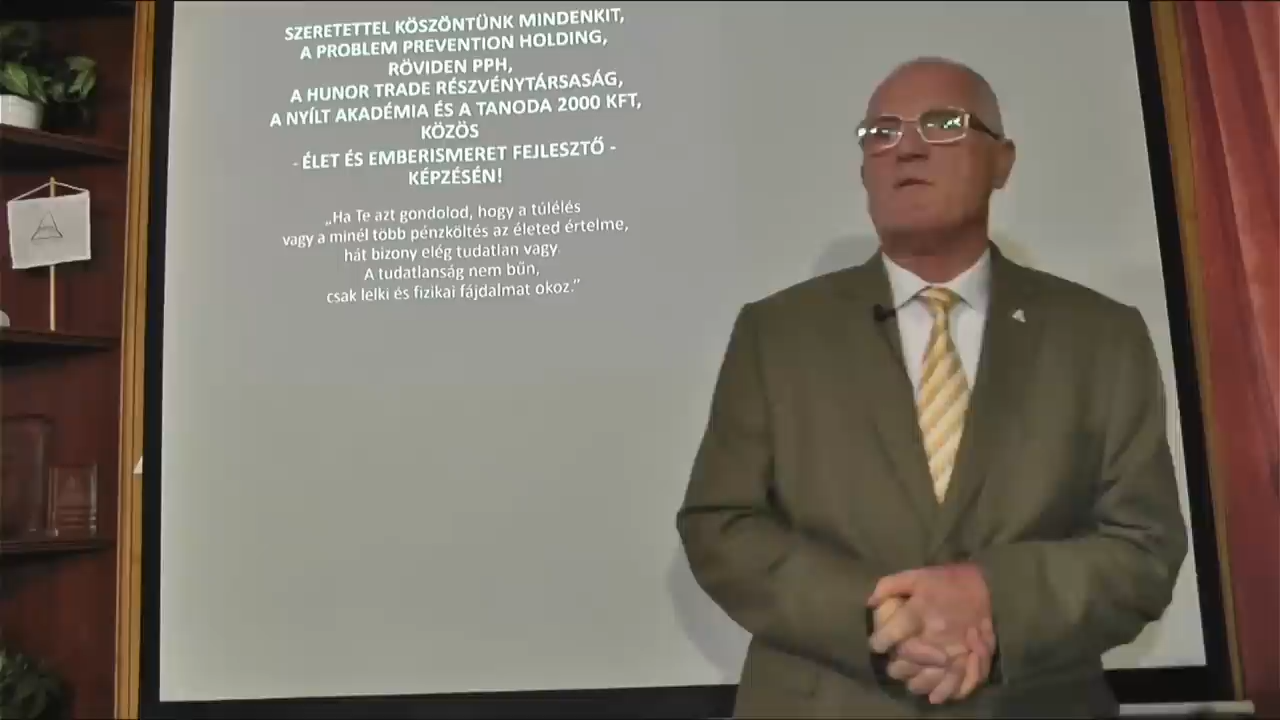 SZERETETTEL KÖSZÖNTÜNK MINDENKIT,
A PROBLEM PREVENTION HOLDING,
RÖVIDEN PPH,
A HUNOR TRADE RÉSZVÉNYTÁRSASÁG,
A NYÍLT AKADÉMIA ÉS A TANODA 2000 KFT,
KÖZÖS
- ÉLET ÉS EMBERISMERET FEJLESZTŐ -
KÉPZÉSÉN!
„Ha Te azt gondolod, hogy a túlélés
vagy a minél több pénzköltés az életed értelme,
hát bizony elég tudatlan vagy.
A tudatlanság nem bűn,
csak lelki és fizikai fájdalmat okoz.”